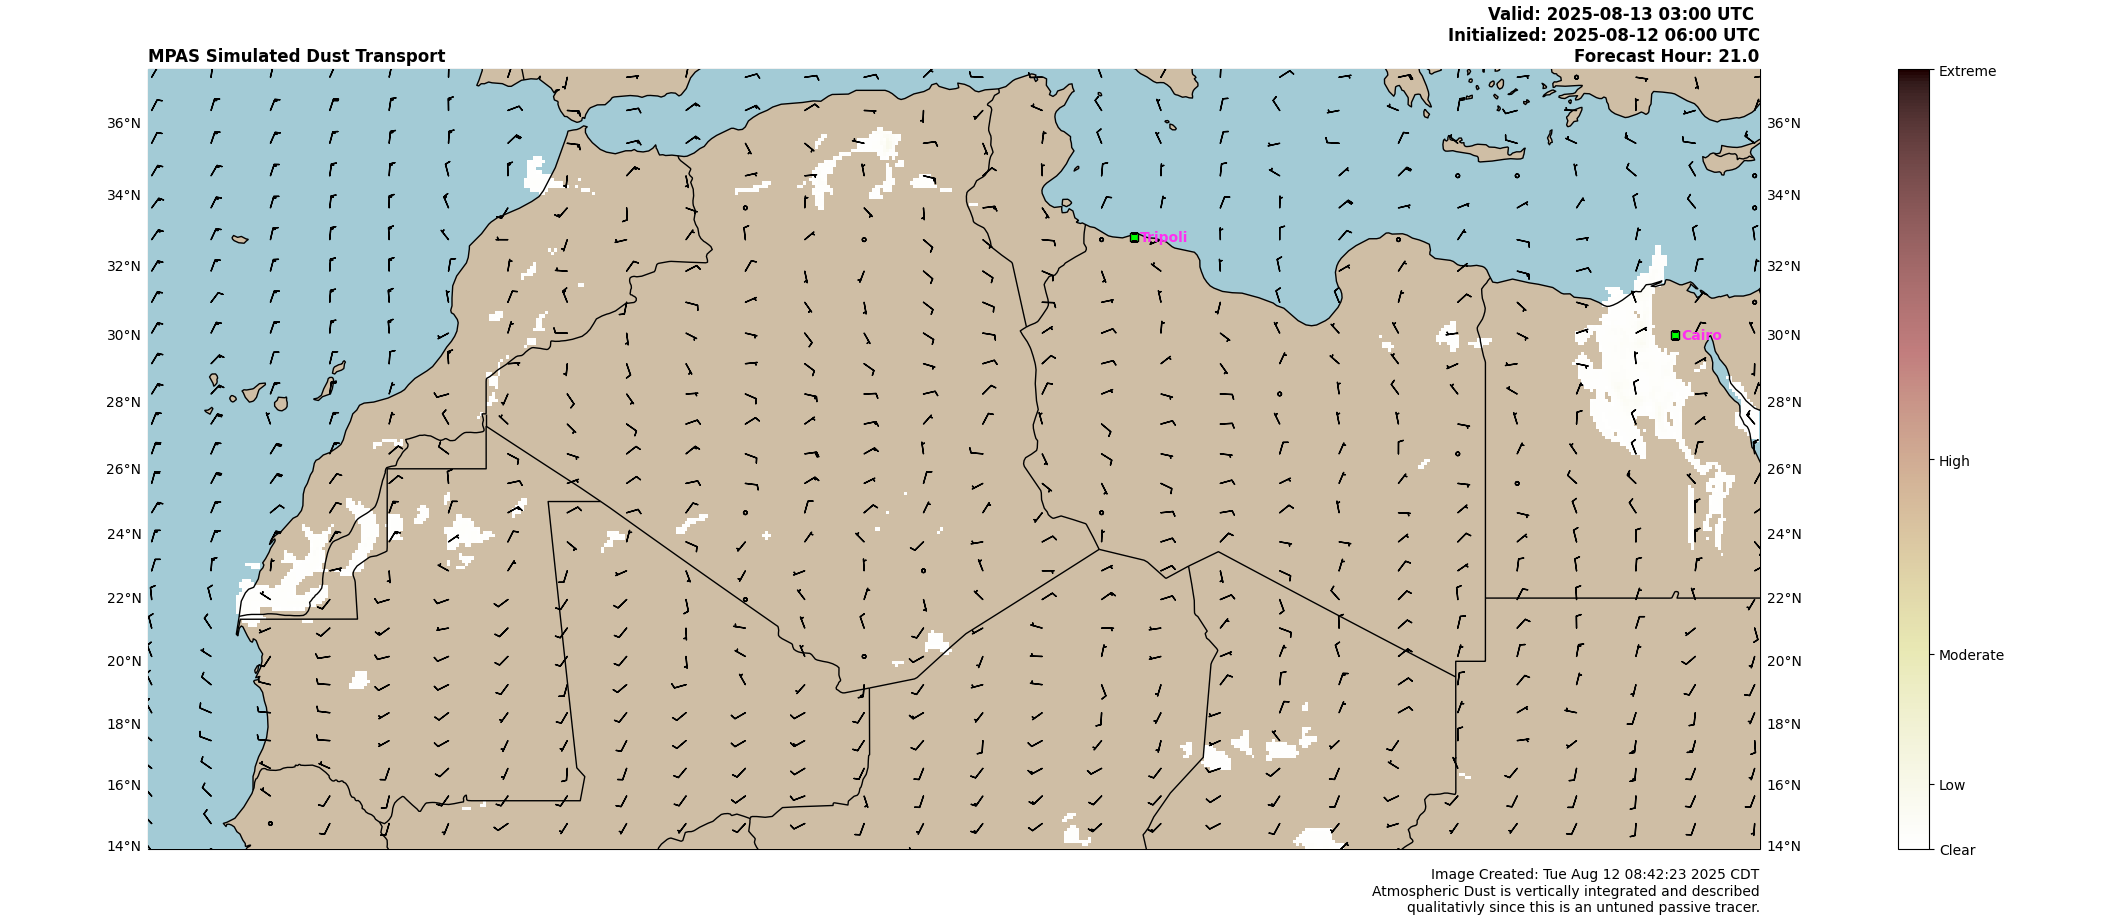 Valid: 2025-08-13 03:00 UTC
Initialized: 2025-08-12 06:00 UTC
MPAS Simulated Dust Transport
Forecast Hour: 21.0
Extreme
36°N
36°N
34°N
34°N
Tripoli
32°N
32°N
30°N
Cairo
30°N
28°N
28°N
26°N
26°N
High
24°N
24°N
22°N
22°N
20°N
20°N
Moderate
18°N
18°N
16°N
16°N
Low
14°N
14°N
Clear
Image Created: Tue Aug 12 08:42:23 2025 CDT
Atmospheric Dust is vertically integrated and described
qualitativly since this is an untuned passive tracer.